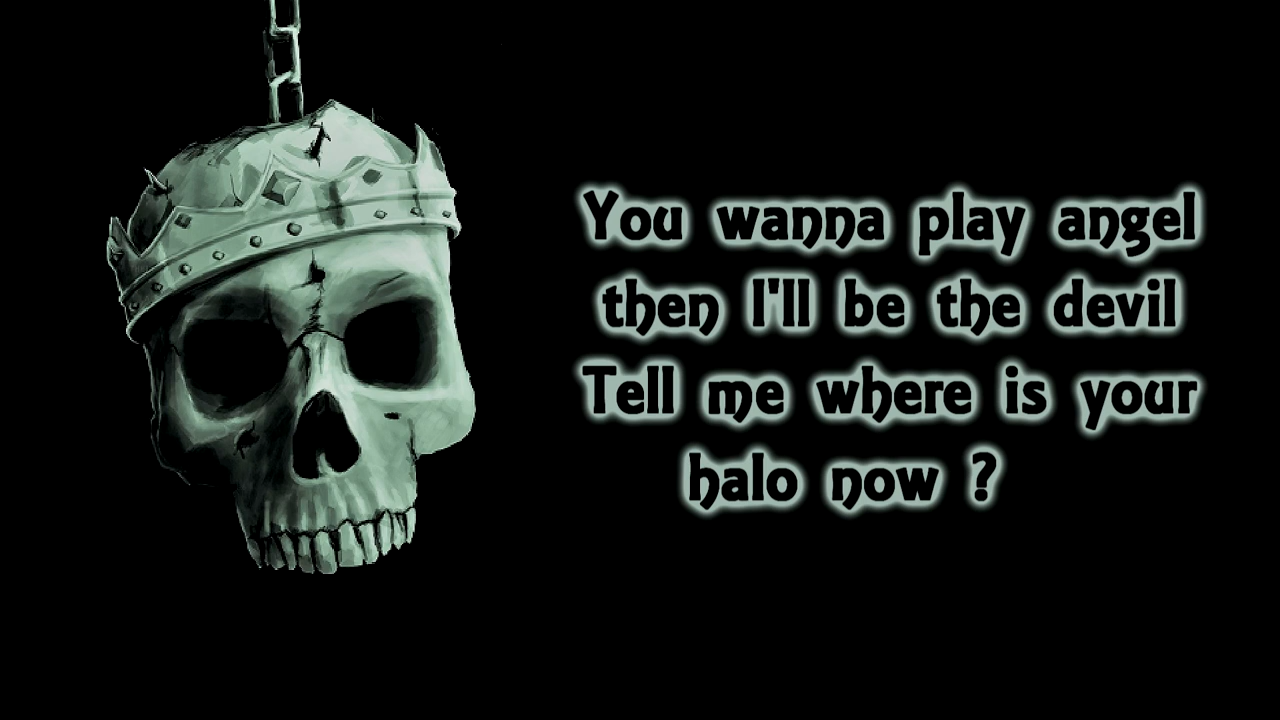 You wanna play angel
then I'll be the devil
Tell me where is your
halo now ?